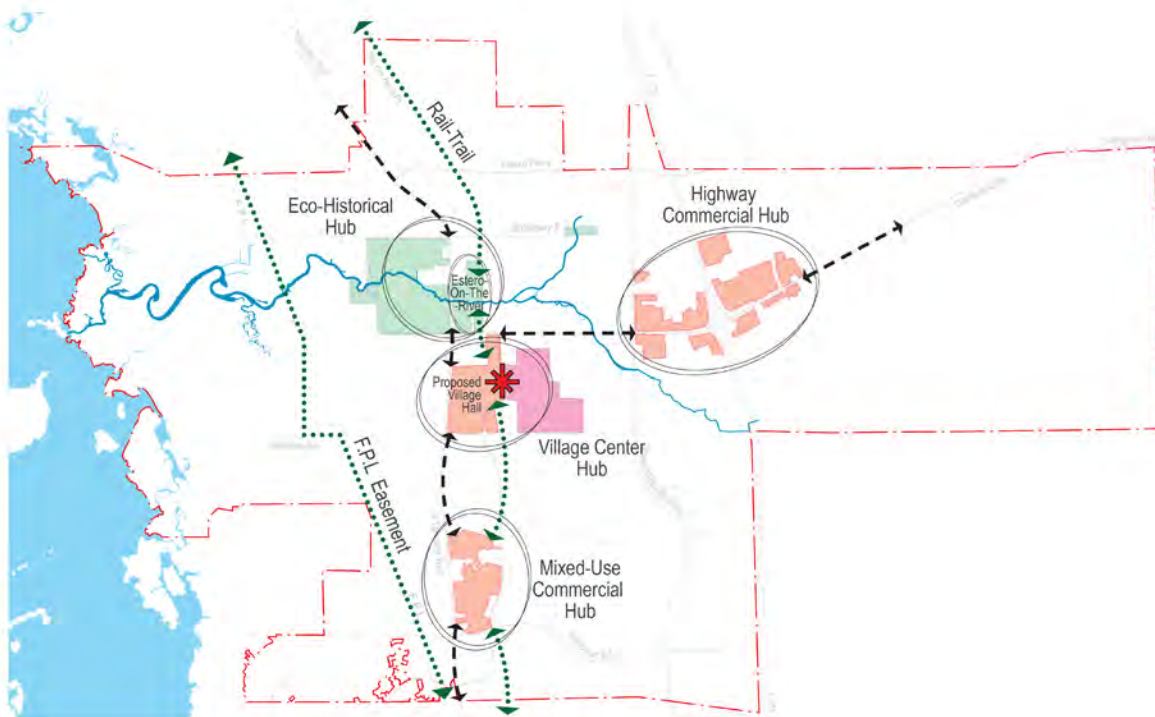 Rail-Trail
Eco-Historical
Hub
Highway
Commercial Hub
Estero-
On-The
-River
Proposed
Village
Hall
Village Center
Hub
F.P.L. Easement
Mixed-Use
Commercial
Hub